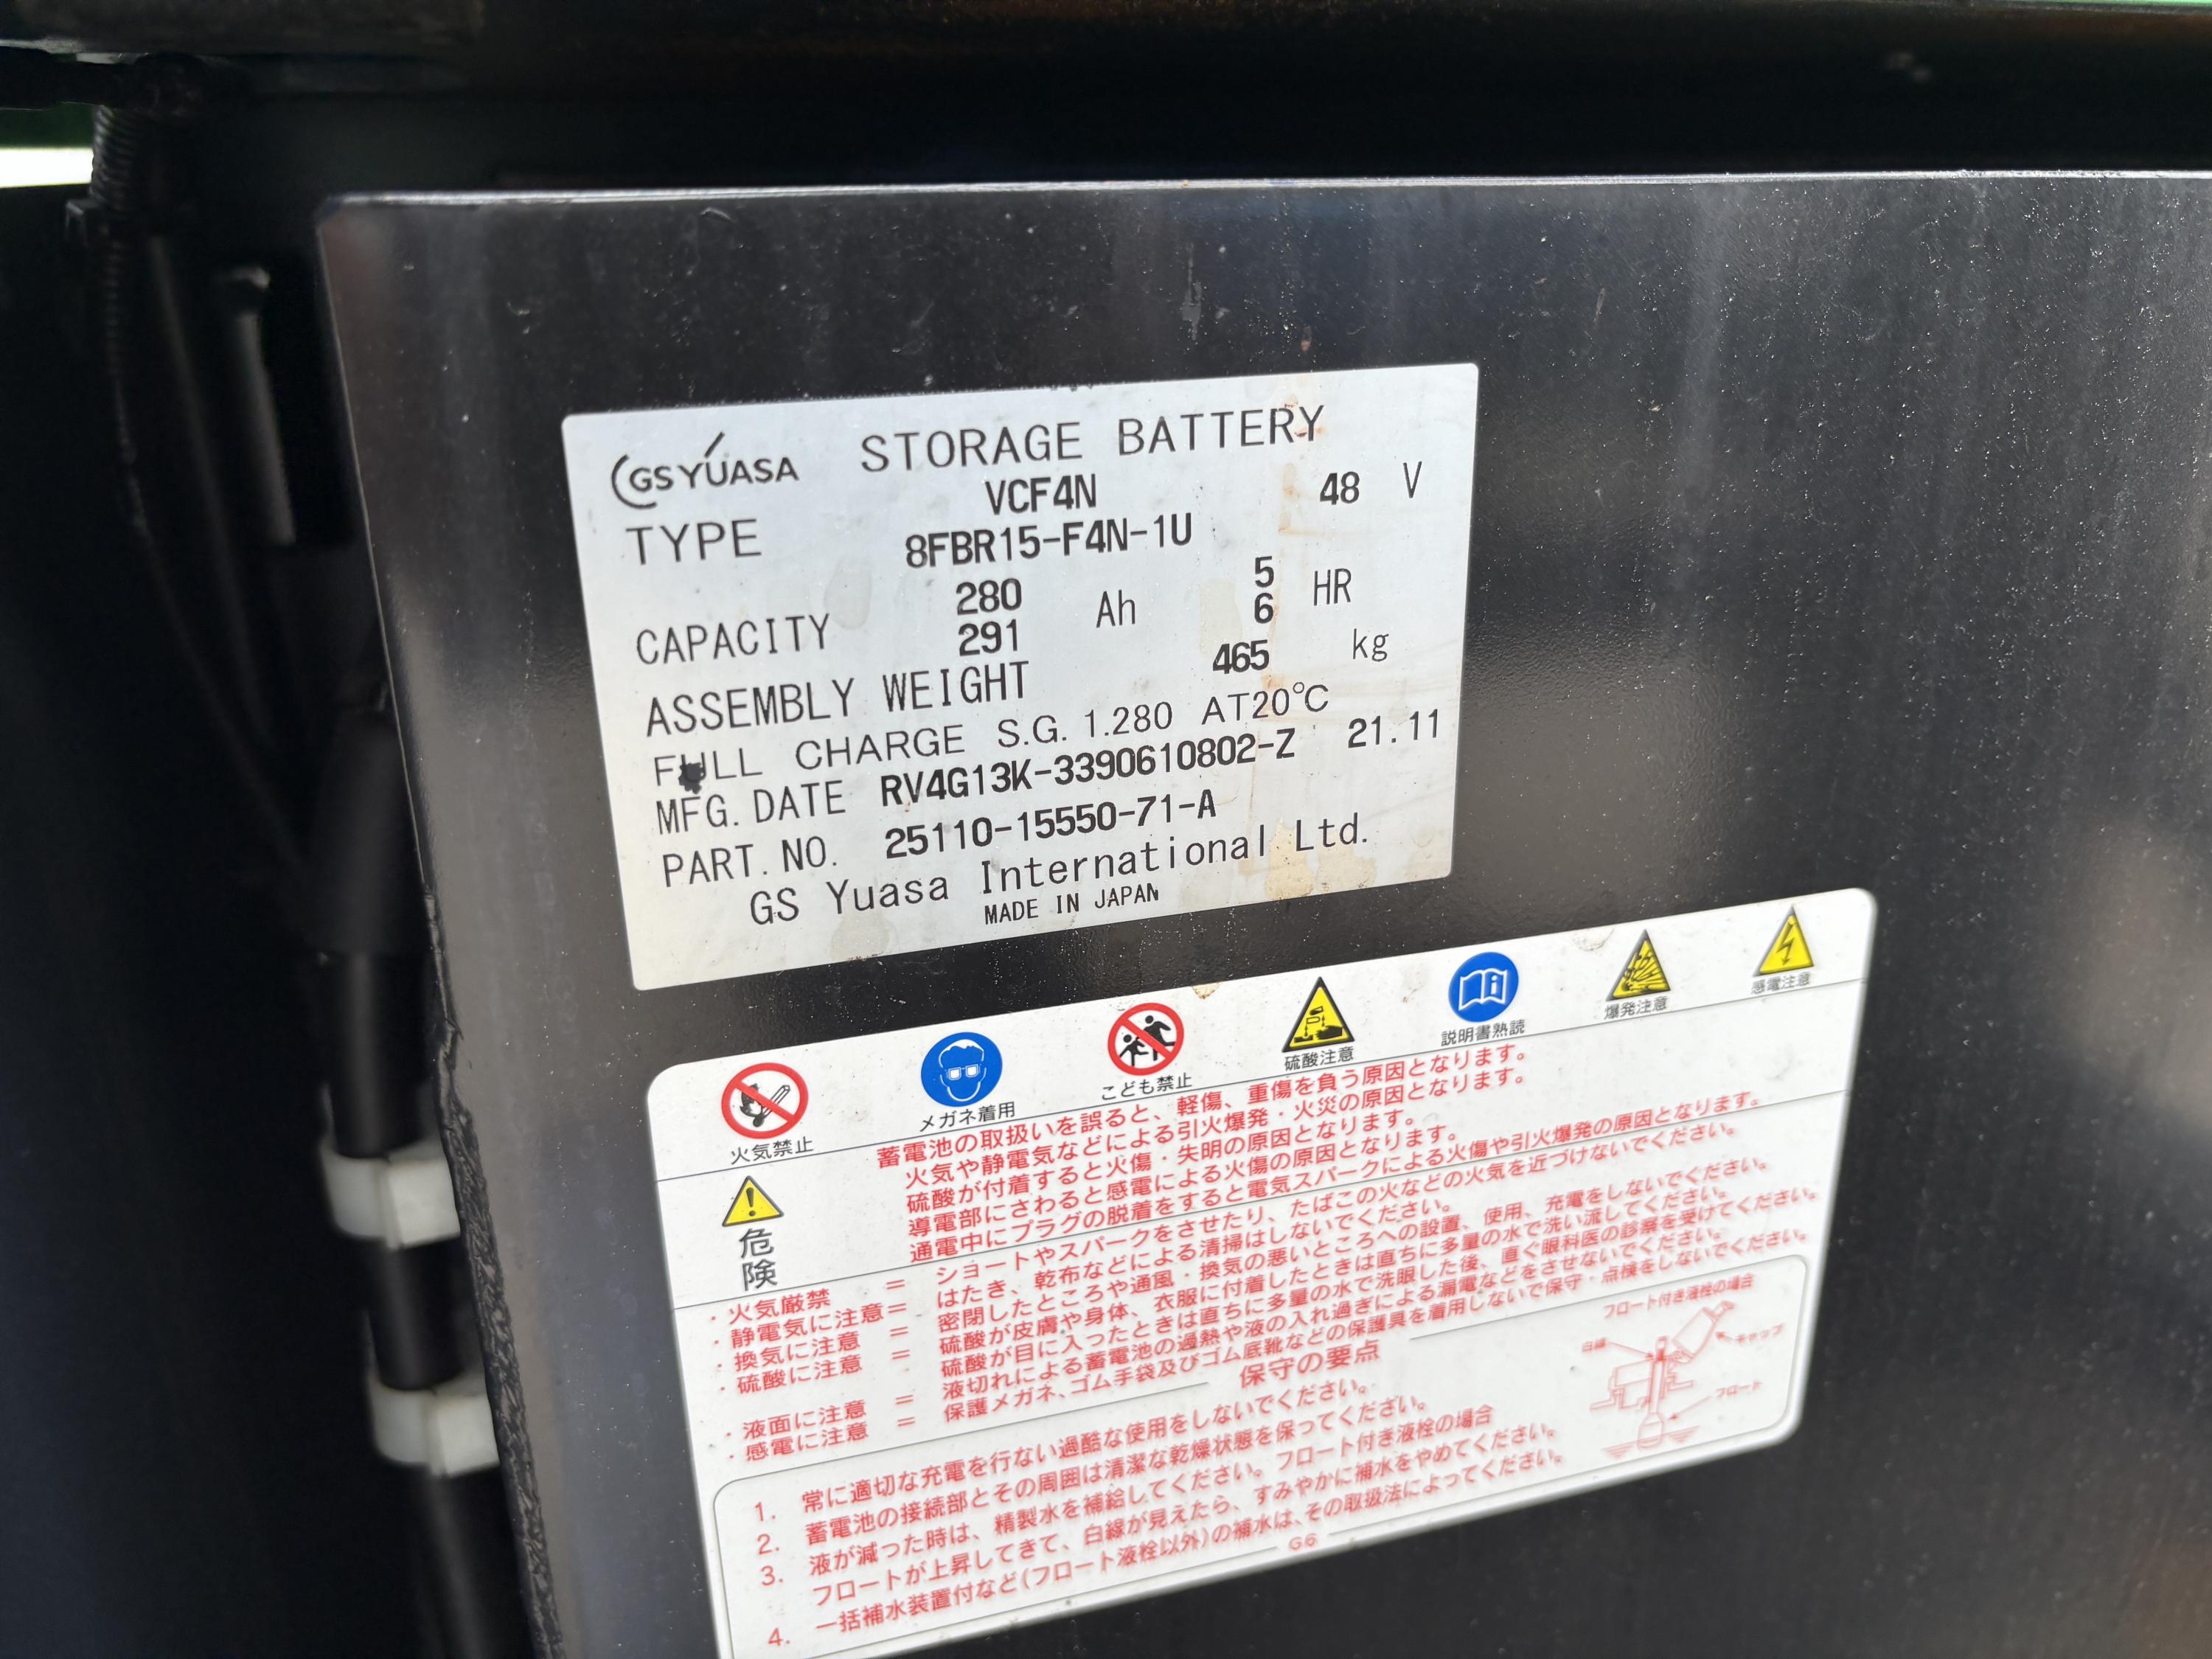 GS YUASA STORAGE BATTERY
VCF4N 48 V
TYPE 8FBR15-F4N-1U
280 5
CAPACITY Ah HR
291 6
ASSEMBLY WEIGHT 465 kg
FULL CHARGE S.G. 1.280 AT20℃
MFG. DATE RV4G13K-3390610802-Z 21.11
PART. NO. 25110-15550-71-A
GS Yuasa International Ltd.
MADE IN JAPAN
火気禁止
メガネ着用
こども禁止
硫酸注意
説明書熟読
爆発注意
感電注意
危険
蓄電池の取扱いを誤ると、軽傷、重傷を負う原因となります。
火気や静電気などによる引火爆発・火災の原因となります。
硫酸が付着すると火傷・失明の原因となります。
導電部にさわると感電による火傷の原因となります。
通電中にプラグの脱着をすると電気スパークによる火傷や引火爆発の原因となります。
・火気厳禁 = ショートやスパークをさせたり、たばこの火などの火気を近づけないでください。
・静電気に注意 = はたき、乾布などによる清掃はしないでください。
・換気に注意 = 密閉したところや通風・換気の悪いところへの設置、使用、充電をしないでください。
・硫酸に注意 = 硫酸が皮膚や身体、衣服に付着したときは直ちに多量の水で洗い流してください。
硫酸が目に入ったときは直ちに多量の水で洗眼した後、直ぐ眼科医の診察を受けてください。
・液面に注意 = 液切れによる蓄電池の過熱や液の入れ過ぎによる漏電などをさせないでください。
・感電に注意 = 保護メガネ、ゴム手袋及びゴム底靴などの保護具を着用しないで保守・点検をしないでください。
保守の要点
1. 常に適切な充電を行ない過酷な使用をしないでください。
2. 蓄電池の接続部とその周囲は清潔な乾燥状態を保ってください。
3. 液が減った時は、精製水を補給してください。フロート付き液栓の場合
フロートが上昇してきて、白線が見えたら、すみやかに補水をやめてください。
4. 一括補水装置付など(フロート液栓以外)の補水は、その取扱法によってください。
フロート付き液栓の場合
白線
キャップ
フロート
G6